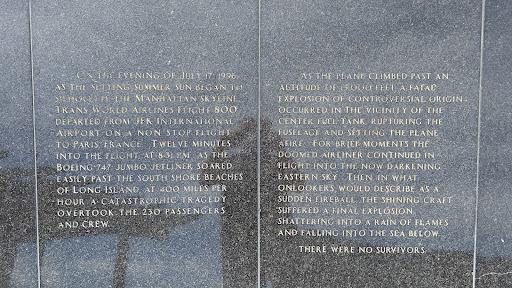 On the evening of July 17, 1996,
as the setting summer sun began to
silhouette the Manhattan skyline,
Trans World Airlines Flight 800
departed from JFK International
Airport on a non stop flight
to Paris, France. Twelve minutes
into the flight at 8:31 PM, as the
Boeing 747 jumbo jetliner soared
easily past the south shore beaches
of Long Island, at 400 miles per
hour a catastrophic tragedy
overtook the 230 passengers
and crew.
As the plane climbed past an
altitude of 13,000 feet, a fatal
explosion of controversial origin
occurred in the vicinity of the
center fuel tank, rupturing the
fuselage and setting the plane
afire. For brief moments the
doomed airliner continued in
flight into the now darkening
eastern sky. Then in what
onlookers would describe as a
sudden fireball, the shining craft
suffered a final explosion,
shattering into a rain of flames
and falling into the sea below.
There were no survivors.